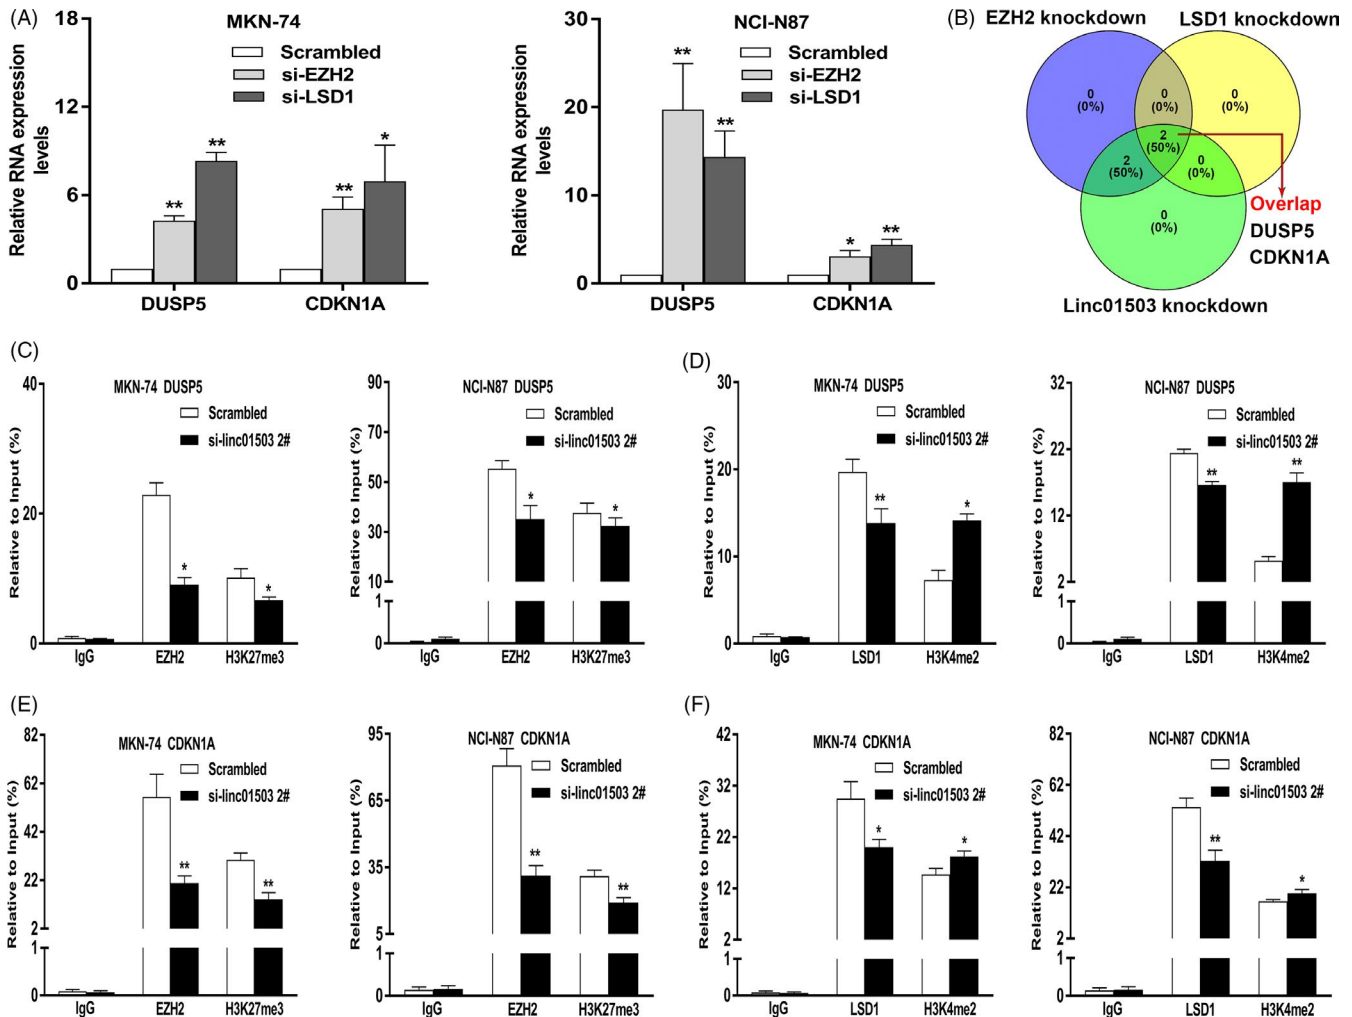 (A)
MKN-74
Scrambled
si-EZH2
si-LSD1
Relative RNA expression
levels
18
12
6
0
DUSP5
CDKN1A
**
**
**
*
NCI-N87
Scrambled
si-EZH2
si-LSD1
Relative RNA expression
levels
30
20
10
0
DUSP5
CDKN1A
**
**
*
**
(B)
EZH2 knockdown
LSD1 knockdown
0
(0%)
0
(0%)
0
(0%)
2
(50%)
2
(50%)
0
(0%)
0
(0%)
Overlap
DUSP5
CDKN1A
Linc01503 knockdown
(C)
MKN-74 DUSP5
Scrambled
si-linc01503 2#
Relative to Input (%)
40
20
0
IgG
EZH2
H3K27me3
*
*
NCI-N87 DUSP5
Scrambled
si-linc01503 2#
Relative to Input (%)
90
70
50
30
10
1
0
IgG
EZH2
H3K27me3
*
*
(D)
MKN-74 DUSP5
Scrambled
si-linc01503 2#
Relative to Input (%)
30
20
10
0
IgG
LSD1
H3K4me2
**
*
NCI-N87 DUSP5
Scrambled
si-linc01503 2#
Relative to Input (%)
32
22
12
2
1
0
IgG
LSD1
H3K4me2
**
**
(E)
MKN-74 CDKN1A
Scrambled
si-linc01503 2#
Relative to Input (%)
82
62
42
22
2
1
0
IgG
EZH2
H3K27me3
**
**
NCI-N87 CDKN1A
Scrambled
si-linc01503 2#
Relative to Input (%)
95
65
35
5
1
0
IgG
EZH2
H3K27me3
**
**
(F)
MKN-74 CDKN1A
Scrambled
si-linc01503 2#
Relative to Input (%)
42
32
22
12
2
1
0
IgG
LSD1
H3K4me2
*
*
NCI-N87 CDKN1A
Scrambled
si-linc01503 2#
Relative to Input (%)
82
62
42
22
2
1
0
IgG
LSD1
H3K4me2
**
*